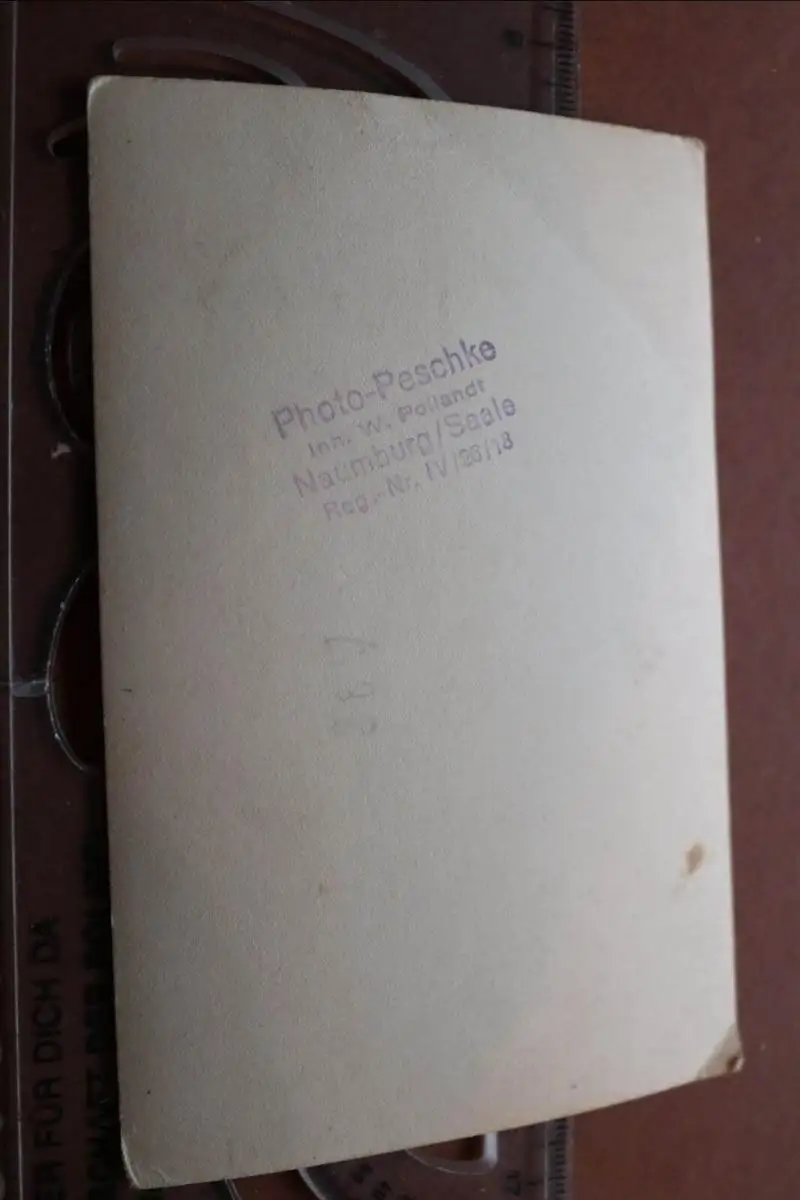 Photo-Peschke
Inh. W. Pollandt
Naumburg/Saale
Reg.-Nr. IV/26/18
FÜR DICH DA